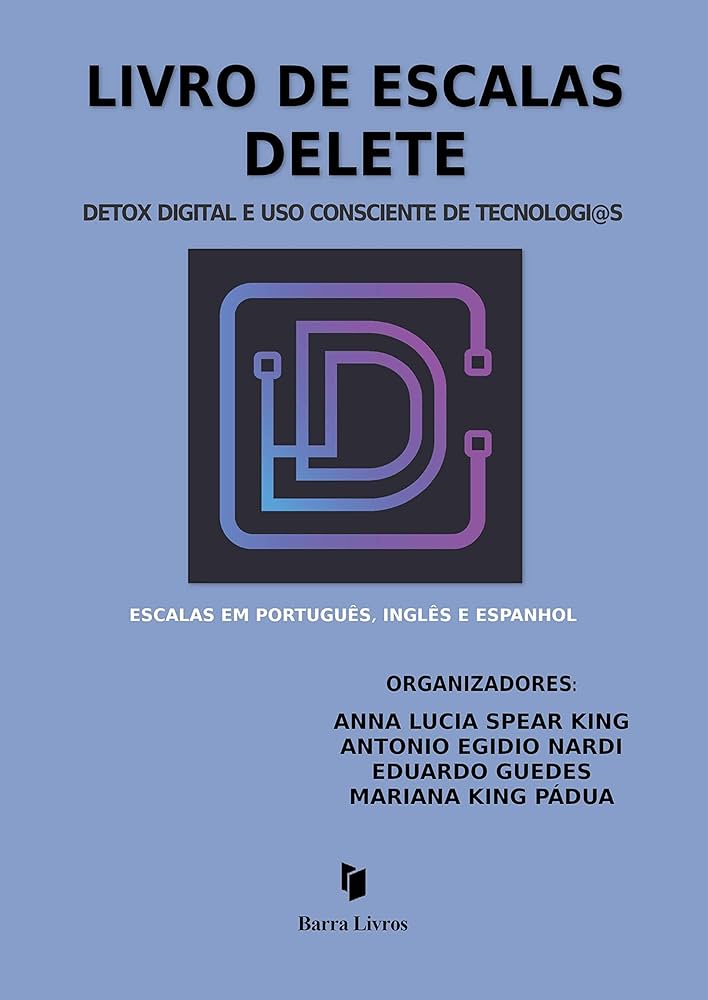 LIVRO DE ESCALAS
DELETE
DETOX DIGITAL E USO CONSCIENTE DE TECNOLOGI@S
ESCALAS EM PORTUGUÊS, INGLÊS E ESPANHOL
ORGANIZADORES:
ANNA LUCIA SPEAR KING
ANTONIO EGIDIO NARDI
EDUARDO GUEDES
MARIANA KING PÁDUA
Barra Livros